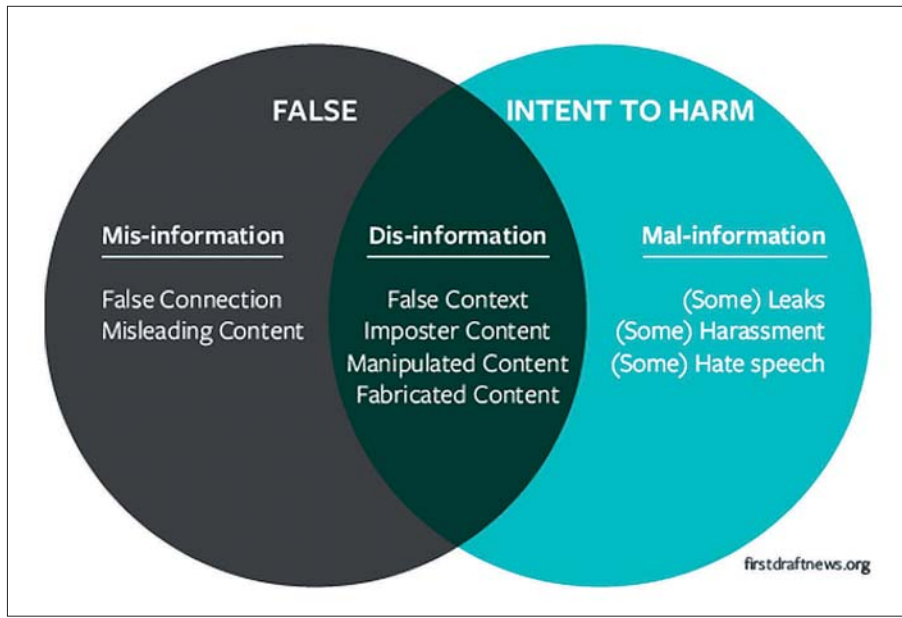 FALSE
INTENT TO HARM
Mis-information
False Connection
Misleading Content
Dis-information
False Context
Imposter Content
Manipulated Content
Fabricated Content
Mal-information
(Some) Leaks
(Some) Harassment
(Some) Hate speech
firstdraftnews.org